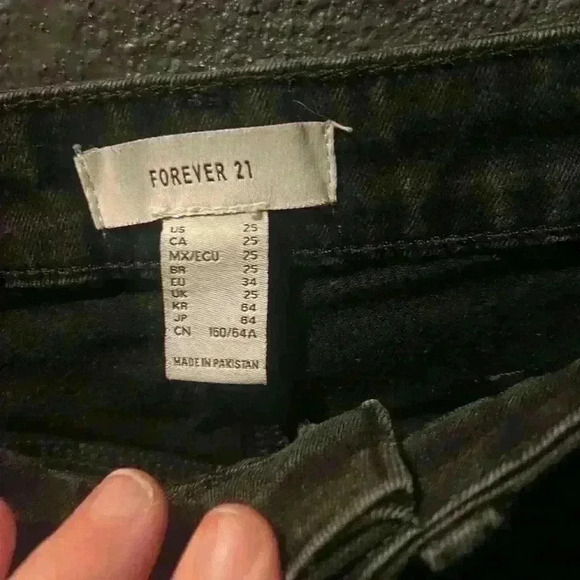 FOREVER 21
US 25
CA 25
MX/ECU 25
BR 25
EU 34
UK 25
KR 64
JP 64
CN 160/64A
MADE IN PAKISTAN